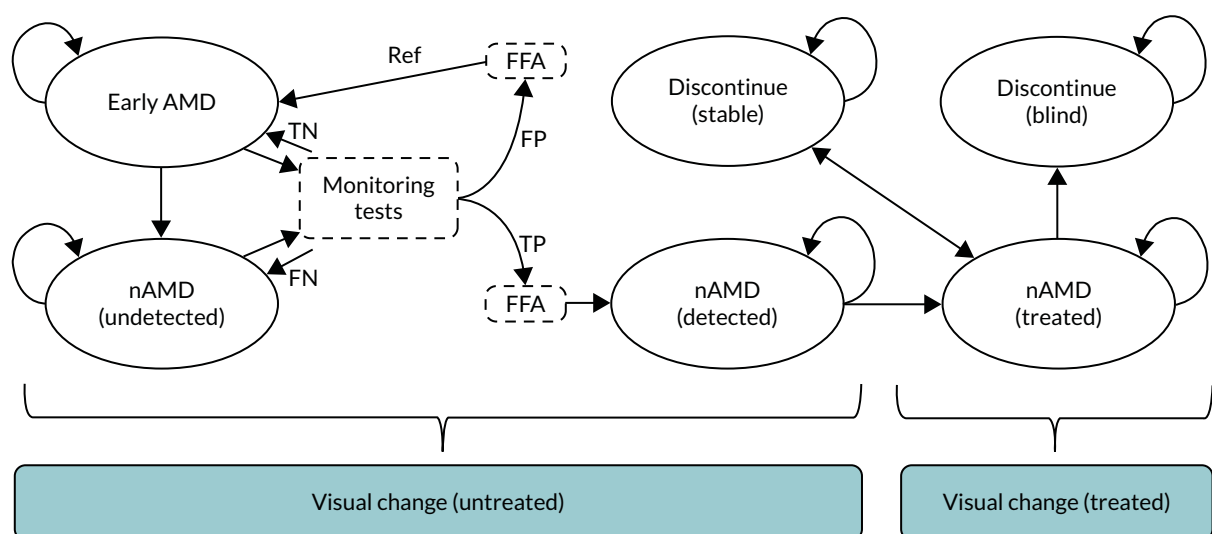 Ref
FFA
Early AMD
TN
FP
Discontinue
(stable)
Discontinue
(blind)
Monitoring
tests
TP
FN
nAMD
(undetected)
FFA
nAMD
(detected)
nAMD
(treated)
Visual change (untreated)
Visual change (treated)